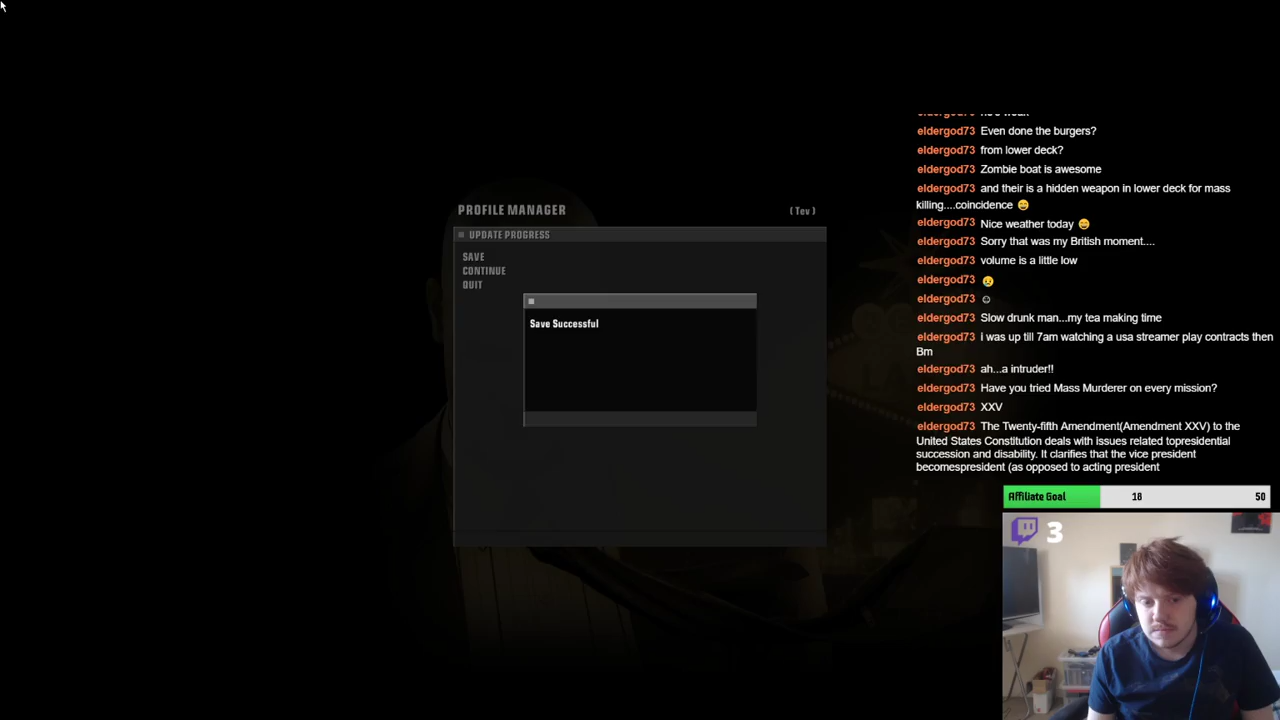 eldergod73 Even done the burgers?
eldergod73 from lower deck?
eldergod73 Zombie boat is awesome
eldergod73 and their is a hidden weapon in lower deck for mass
killing....coincidence 😄
eldergod73 Nice weather today 😄
eldergod73 Sorry that was my British moment....
eldergod73 volume is a little low
eldergod73 😢
eldergod73 ☺
eldergod73 Slow drunk man...my tea making time
eldergod73 i was up till 7am watching a usa streamer play contracts then
Bm
eldergod73 ah...a intruder!!
eldergod73 Have you tried Mass Murderer on every mission?
eldergod73 XXV
eldergod73 The Twenty-fifth Amendment(Amendment XXV) to the
United States Constitution deals with issues related topresidential
succession and disability. It clarifies that the vice president
becomespresident (as opposed to acting president
PROFILE MANAGER (Tev)
UPDATE PROGRESS
SAVE
CONTINUE
QUIT
Save Successful
Affiliate Goal 18 50
3